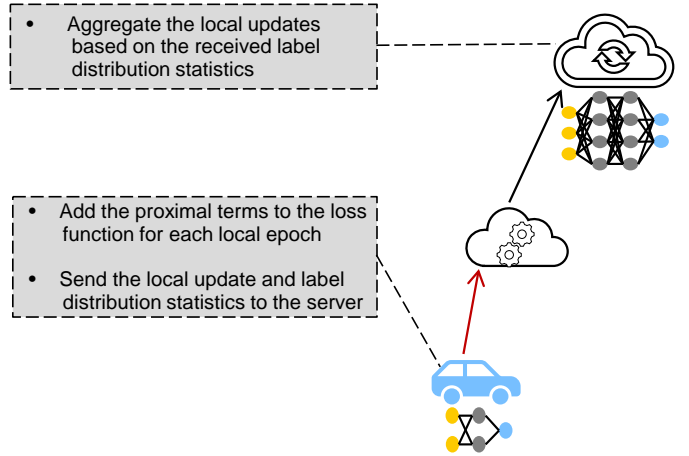 • Aggregate the local updates
based on the received label
distribution statistics
• Add the proximal terms to the loss
function for each local epoch
• Send the local update and label
distribution statistics to the server